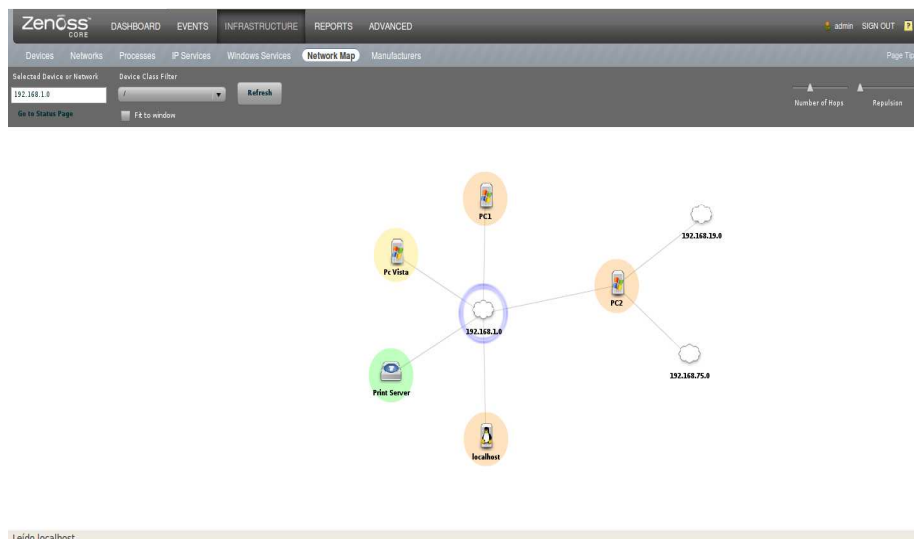 Zenōss CORE DASHBOARD EVENTS INFRASTRUCTURE REPORTS ADVANCED admin SIGN OUT ?
Devices Networks Processes IP Services Windows Services Network Map Manufacturers Page
Selected Device or Network Device Class Filter
192.168.1.0 / Refresh
Number of Hops Repulsion
Go to Status Page Fit to window
PC1
192.168.19.0
Pc Vista
PC2
192.168.1.0
192.168.75.0
Print Server
localhost
Leído localhost